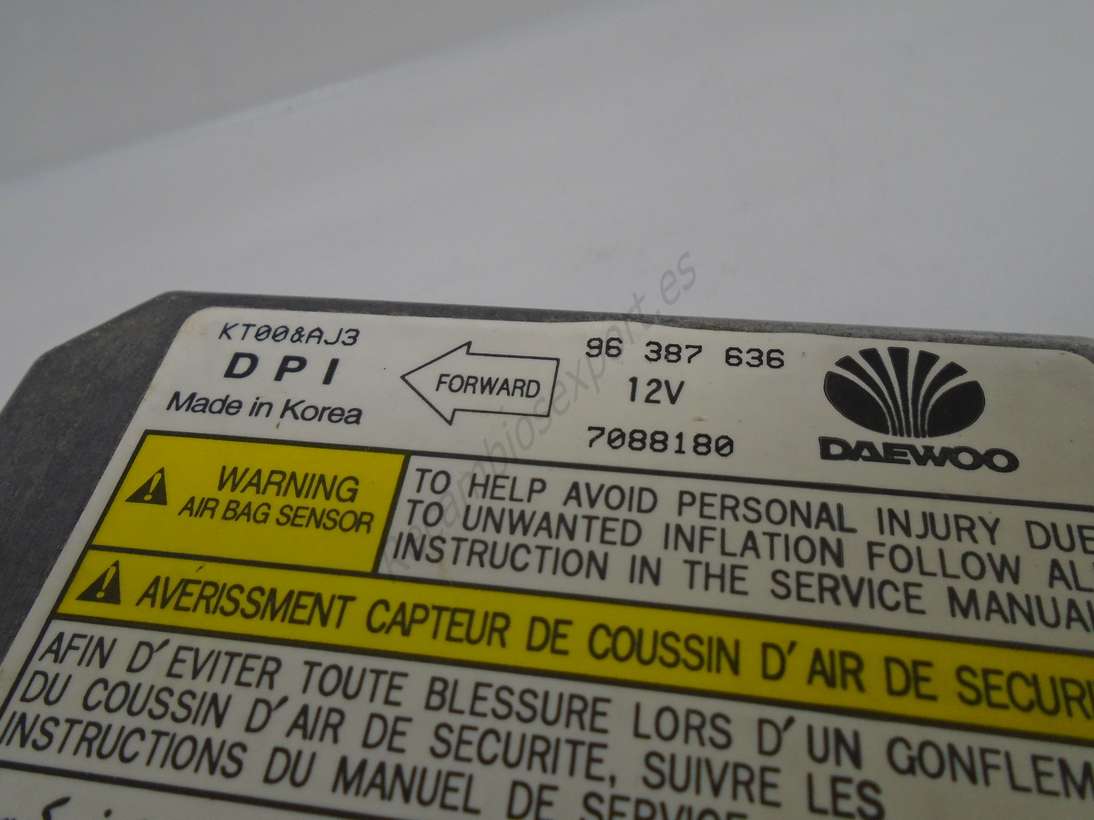 KT00&AJ3
DPI
Made in Korea
FORWARD
96 387 636
12V
7088180
DAEWOO
WARNING
AIR BAG SENSOR
TO HELP AVOID PERSONAL INJURY DUE
TO UNWANTED INFLATION FOLLOW AL
INSTRUCTION IN THE SERVICE MANUA
AVERISSMENT CAPTEUR DE COUSSIN D'AIR DE SECURI
AFIN D'EVITER TOUTE BLESSURE LORS D'UN GONFLEM
DU COUSSIN D'AIR DE SECURITE, SUIVRE LES
INSTRUCTIONS DU MANUEL DE SERVICE